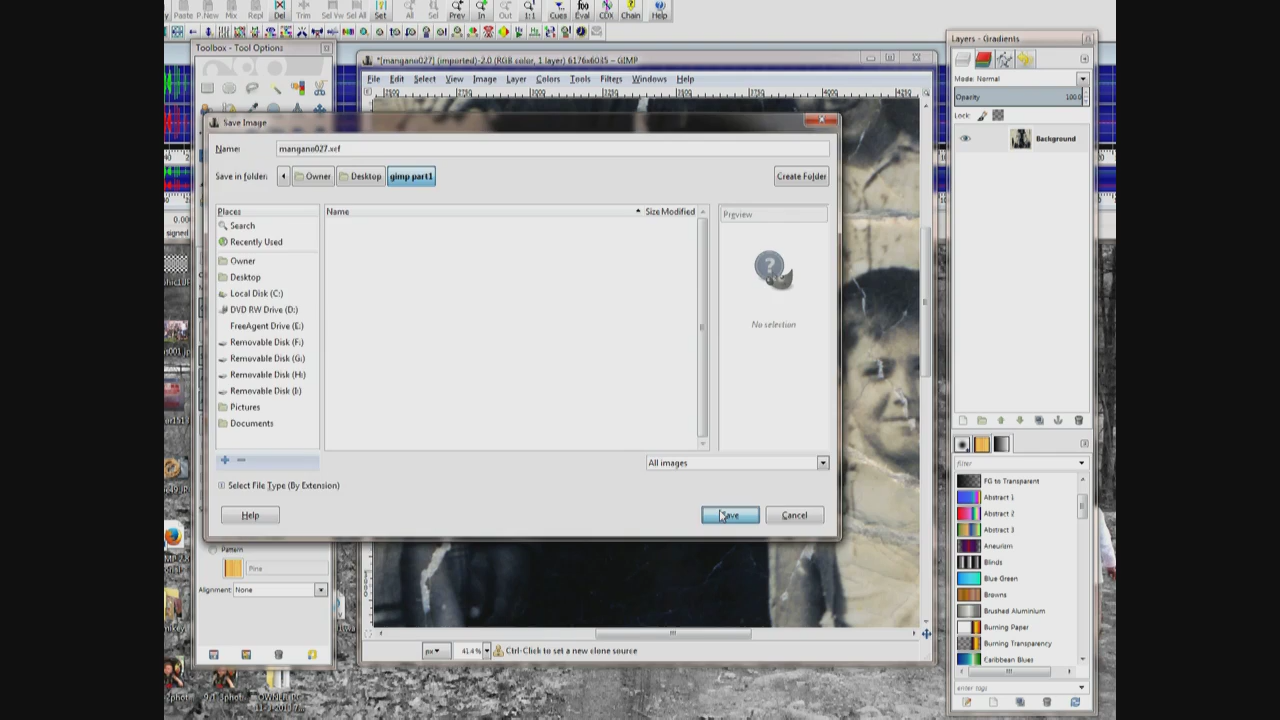 Paste P.New Mix Repl Del Trim Sel Vw Sel All Set All Sel Prev In Out 1:1 Cues Eval CDX Chain Help
Toolbox - Tool Options
*[mangano027] (imported)-2.0 (RGB color, 1 layer) 6176x6035 – GIMP
File Edit Select View Image Layer Colors Tools Filters Windows Help
Save Image
Name: mangano027.xcf
Save in folder: Owner Desktop gimp part1 Create Folder
Places
Search
Recently Used
Owner
Desktop
Local Disk (C:)
DVD RW Drive (D:)
FreeAgent Drive (E:)
Removable Disk (F:)
Removable Disk (G:)
Removable Disk (H:)
Removable Disk (I:)
Pictures
Documents
Name Size Modified
Preview
No selection
All images
Select File Type (By Extension)
Help Save Cancel
Pattern
Pine
Alignment: None
px 41.4% Ctrl-Click to set a new clone source
Layers - Gradients
Mode: Normal
Opacity 100.0
Lock:
Background
filter
FG to Transparent
Abstract 1
Abstract 2
Abstract 3
Aneurism
Blinds
Blue Green
Browns
Brushed Aluminium
Burning Paper
Burning Transparency
Caribbean Blues
enter tags